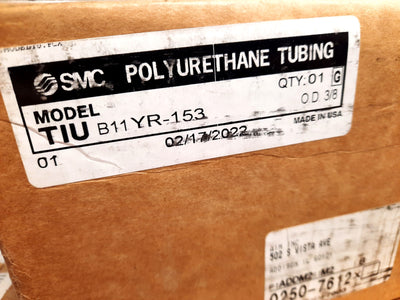 SMC POLYURETHANE TUBING
QTY:01 G
MODEL
OD 3/8
TIU B11YR-153
MADE IN USA
02/17/2022
01
502 S VISTA AVE
0250-7612